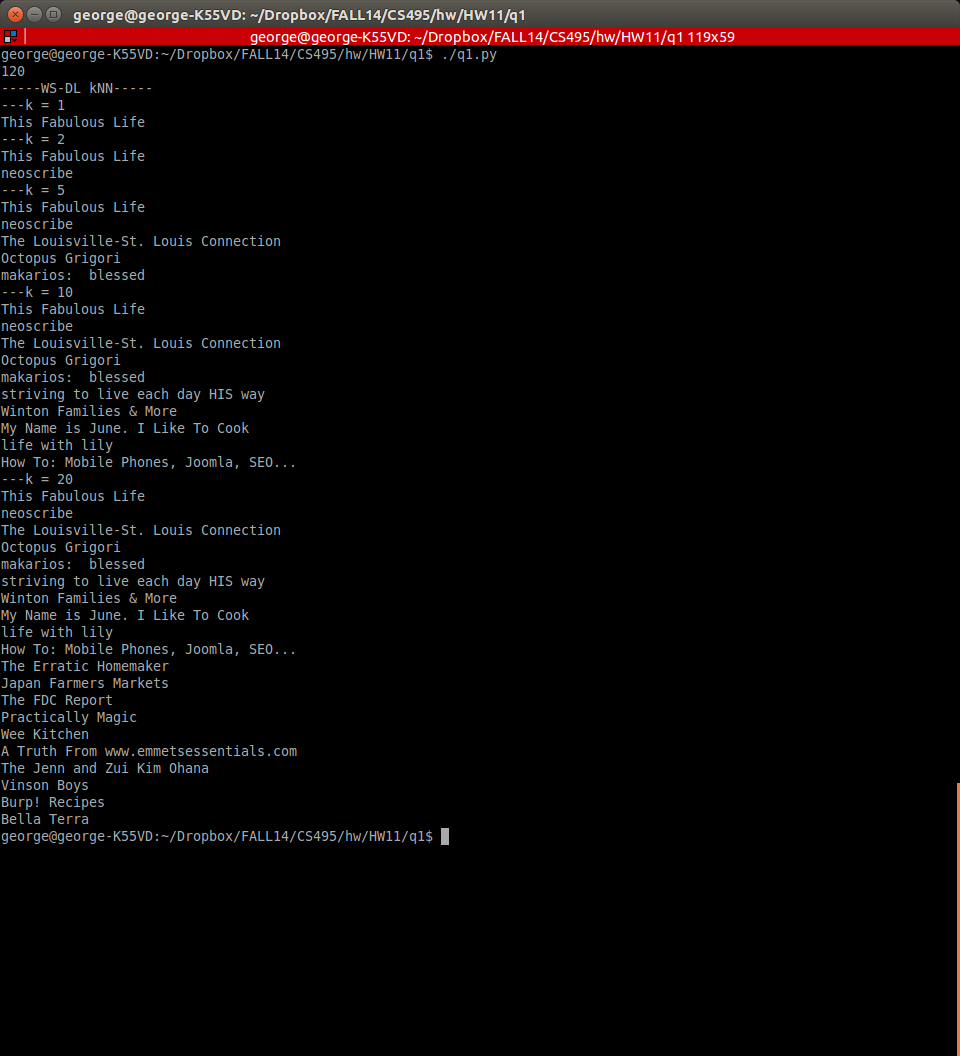 george@george-K55VD: ~/Dropbox/FALL14/CS495/hw/HW11/q1
george@george-K55VD: ~/Dropbox/FALL14/CS495/hw/HW11/q1 119x59
george@george-K55VD:~/Dropbox/FALL14/CS495/hw/HW11/q1$ ./q1.py
120
-----WS-DL kNN-----
---k = 1
This Fabulous Life
---k = 2
This Fabulous Life
neoscribe
---k = 5
This Fabulous Life
neoscribe
The Louisville-St. Louis Connection
Octopus Grigori
makarios:  blessed
---k = 10
This Fabulous Life
neoscribe
The Louisville-St. Louis Connection
Octopus Grigori
makarios:  blessed
striving to live each day HIS way
Winton Families & More
My Name is June. I Like To Cook
life with lily
How To: Mobile Phones, Joomla, SEO...
---k = 20
This Fabulous Life
neoscribe
The Louisville-St. Louis Connection
Octopus Grigori
makarios:  blessed
striving to live each day HIS way
Winton Families & More
My Name is June. I Like To Cook
life with lily
How To: Mobile Phones, Joomla, SEO...
The Erratic Homemaker
Japan Farmers Markets
The FDC Report
Practically Magic
Wee Kitchen
A Truth From www.emmetsessentials.com
The Jenn and Zui Kim Ohana
Vinson Boys
Burp! Recipes
Bella Terra
george@george-K55VD:~/Dropbox/FALL14/CS495/hw/HW11/q1$